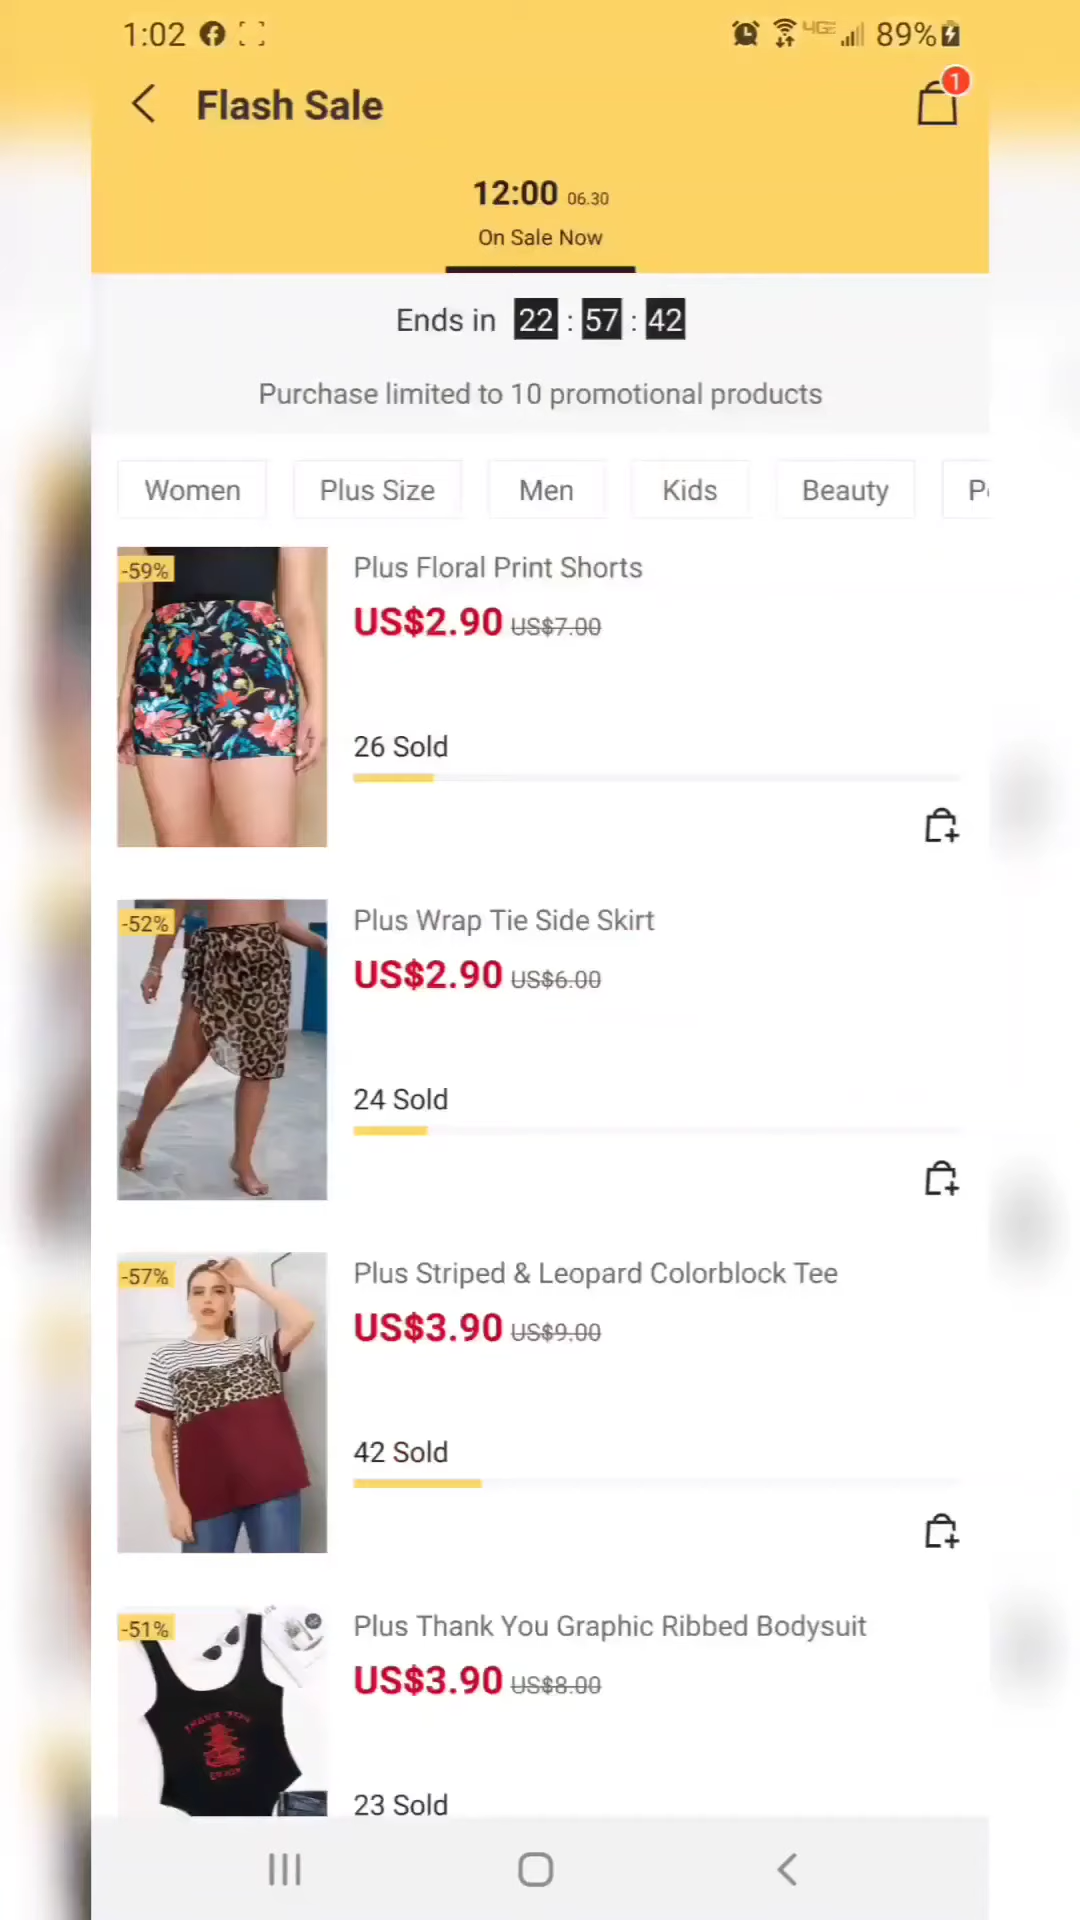 1:02 4GE 89%
Flash Sale 1
12:00 06.30
On Sale Now
Ends in 22 : 57 : 42
Purchase limited to 10 promotional products
Women Plus Size Men Kids Beauty
-59% Plus Floral Print Shorts
US$2.90 US$7.00
26 Sold
-52% Plus Wrap Tie Side Skirt
US$2.90 US$6.00
24 Sold
-57% Plus Striped & Leopard Colorblock Tee
US$3.90 US$9.00
42 Sold
-51% Plus Thank You Graphic Ribbed Bodysuit
US$3.90 US$8.00
THANK YOU
ENJOY
23 Sold